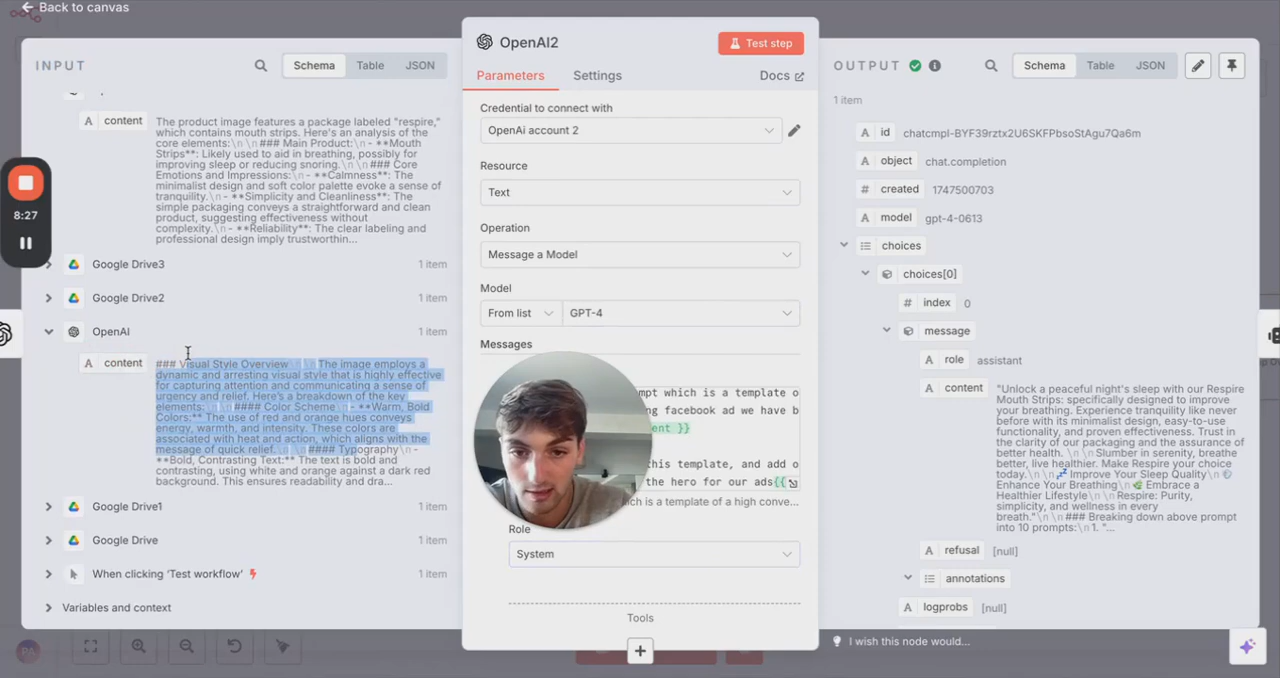 Back to canvas
INPUT
Schema
Table
JSON
A content
The product image features a package labeled "respire,"
which contains mouth strips. Here's an analysis of the
core elements:\n \n ### Main Product:\n - **Mouth
Strips**: Likely used to aid in breathing, possibly for
improving sleep or reducing snoring. \n \n ### Core
Emotions and Impressions:\n - **Calmness**: The
minimalist design and soft color palette evoke a sense of
tranquility.\n - **Simplicity and Cleanliness**: The
simple packaging conveys a straightforward and clean
product, suggesting effectiveness without
complexity.\n - **Reliability**: The clear labeling and
professional design imply trustworthin...
Google Drive3 1 item
Google Drive2 1 item
OpenAI 1 item
A content
### Visual Style Overview \n \n The image employs a
dynamic and arresting visual style that is highly effective
for capturing attention and communicating a sense of
urgency and relief. Here's a breakdown of the key
elements: \n \n #### Color Scheme \n - **Warm, Bold
Colors:** The use of red and orange hues conveys
energy, warmth, and intensity. These colors are
associated with heat and action, which aligns with the
message of quick relief. \n \n #### Typography \n -
**Bold, Contrasting Text:** The text is bold and
contrasting, using white and orange against a dark red
background. This ensures readability and dra...
Google Drive1 1 item
Google Drive 1 item
When clicking 'Test workflow' 1 item
Variables and context
8:27
PA
OpenAI2
Test step
Parameters
Settings
Docs
Credential to connect with
OpenAi account 2
Resource
Text
Operation
Message a Model
Model
From list
GPT-4
Messages
mpt which is a template o
ng facebook ad we have b
ent }}
this template, and add o
the hero for our ads{{
ich is a template of a high conve...
Role
System
Tools
OUTPUT
Schema
Table
JSON
1 item
A id chatcmpl-BYF39rztx2U6SKFPbsoStAgu7Qa6m
A object chat.completion
# created 1747500703
A model gpt-4-0613
choices
choices[0]
# index 0
message
A role assistant
A content
"Unlock a peaceful night's sleep with our Respire
Mouth Strips: specifically designed to improve
your breathing. Experience tranquility like never
before with its minimalist design, easy-to-use
functionality, and proven effectiveness. Trust in
the clarity of our packaging and the assurance of
better health. \n \n Slumber in serenity, breathe
better, live healthier. Make Respire your choice
today.\n \n 💤 Improve Your Sleep Quality
Enhance Your Breathing\n 🌿 Embrace a
Healthier Lifestyle\n \n Respire: Purity,
simplicity, and wellness in every
breath."\n \n ### Breaking down above prompt
into 10 prompts:\n 1. "...
A refusal [null]
annotations
A logprobs [null]
I wish this node would...